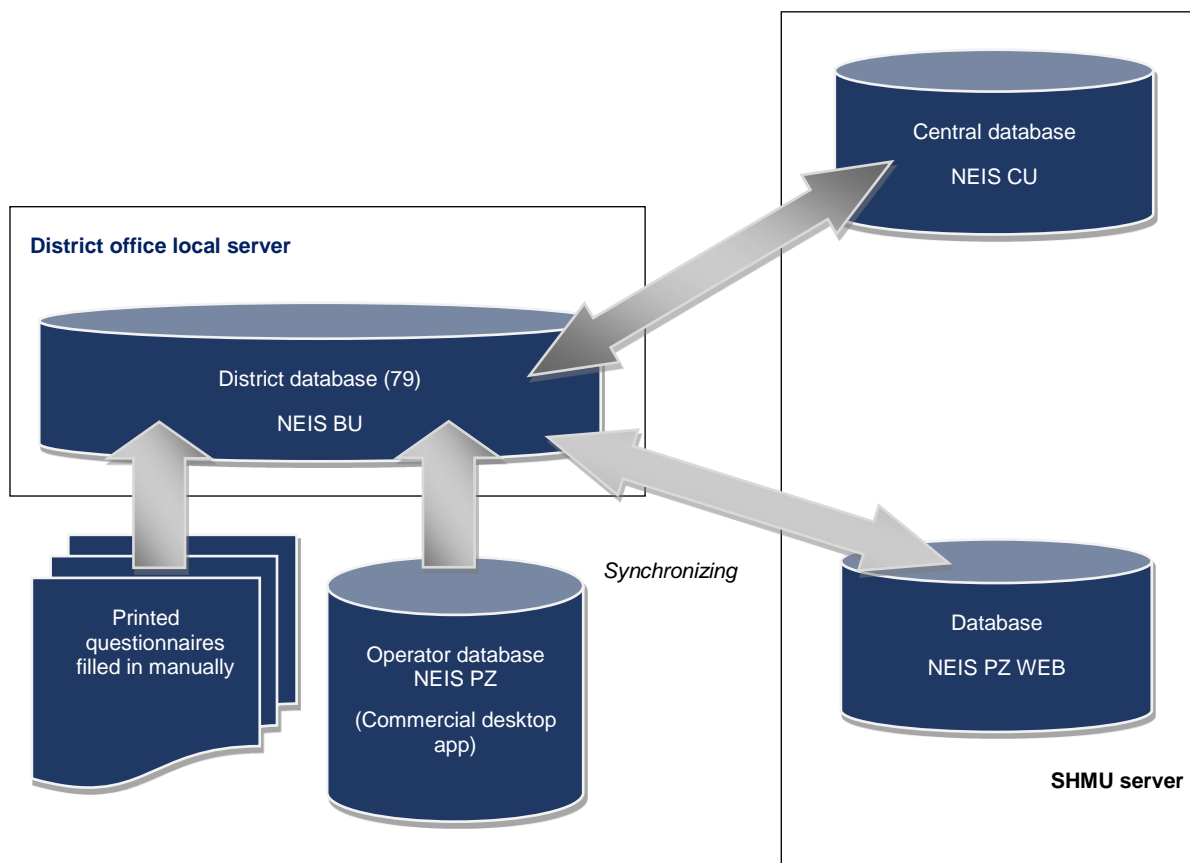 Central database
NEIS CU
District office local server
District database (79)
NEIS BU
Synchronizing
Printed
questionnaires
filled in manually
Operator database
NEIS PZ
(Commercial desktop
app)
Database
NEIS PZ WEB
SHMU server